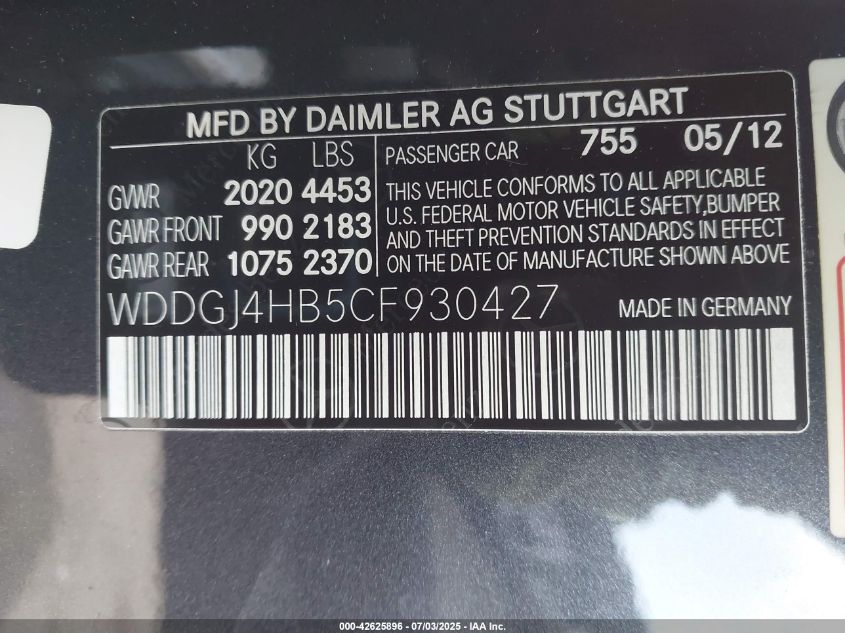 MFD BY DAIMLER AG STUTTGART
KG LBS
GVWR 2020 4453
GAWR FRONT 990 2183
GAWR REAR 1075 2370
PASSENGER CAR 755 05/12
THIS VEHICLE CONFORMS TO ALL APPLICABLE
U.S. FEDERAL MOTOR VEHICLE SAFETY,BUMPER
AND THEFT PREVENTION STANDARDS IN EFFECT
ON THE DATE OF MANUFACTURE SHOWN ABOVE
WDDGJ4HB5CF930427 MADE IN GERMANY
000-42625896 - 07/03/2025 - IAA Inc.